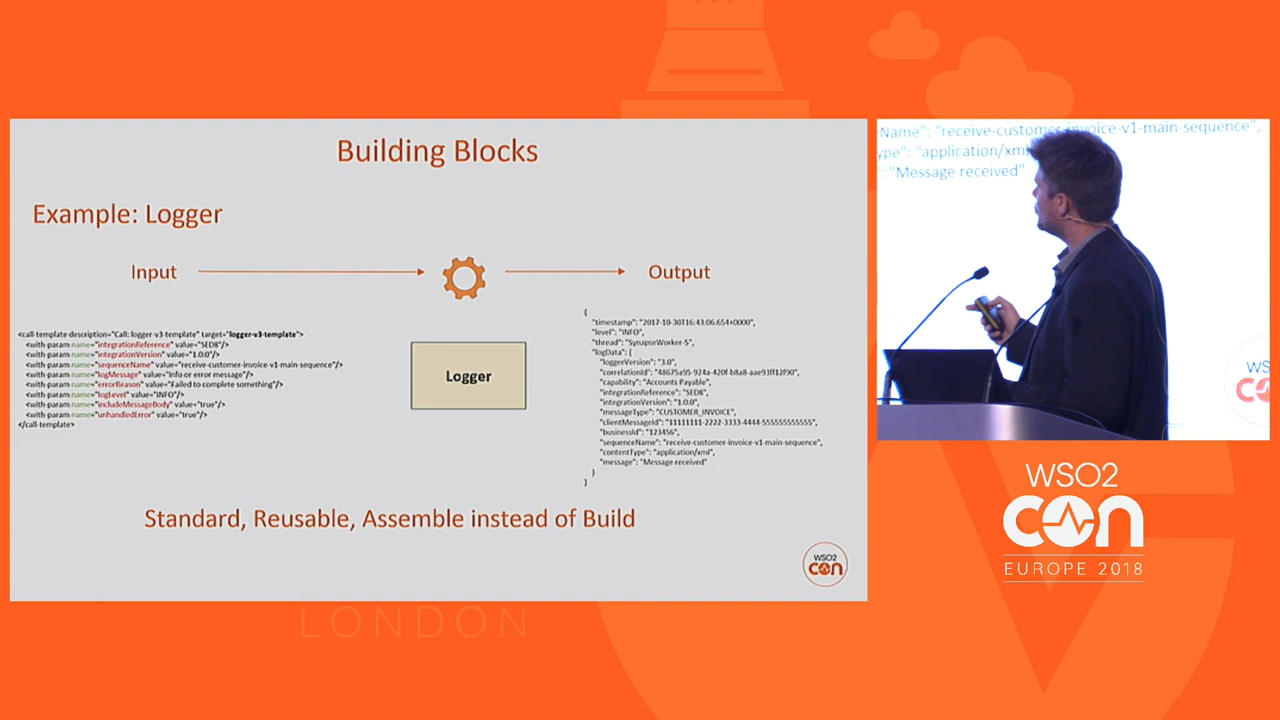 Building Blocks
Example: Logger
Input
Output
<call-template description="Call: logger-v3-template" target="logger-v3-template">
<with-param name="integrationReference" value="SED8"/>
<with-param name="integrationVersion" value="1.0.0"/>
<with-param name="sequenceName" value="receive-customer-invoice-v1-main-sequence"/>
<with-param name="logMessage" value="Info or error message"/>
<with-param name="errorReason" value="Failed to complete something"/>
<with-param name="logLevel" value="INFO"/>
<with-param name="includeMessageBody" value="true"/>
<with-param name="unhandledError" value="true"/>
</call-template>
Logger
{
"timestamp": "2017-10-30T16:43:06.654+0000",
"level": "INFO",
"thread": "SynapseWorker-5",
"logData": {
"loggerVersion": "3.0",
"correlationId": "48675a95-924a-420f-b8a8-aae93ff12f90",
"capability": "Accounts Payable",
"integrationReference": "SED8",
"integrationVersion": "1.0.0",
"messageType": "CUSTOMER_INVOICE",
"clientMessageId": "11111111-2222-3333-4444-555555555555",
"businessId": "123456",
"sequenceName": "receive-customer-invoice-v1-main-sequence",
"contentType": "application/xml",
"message": "Message received"
}
}
Standard, Reusable, Assemble instead of Build
WSO2
CON
Name": "receive-customer-invoice-v1-main-sequence",
ype": "application/xml
": "Message received"
WS
CO
WSO2
CON
EUROPE 2018
LONDON